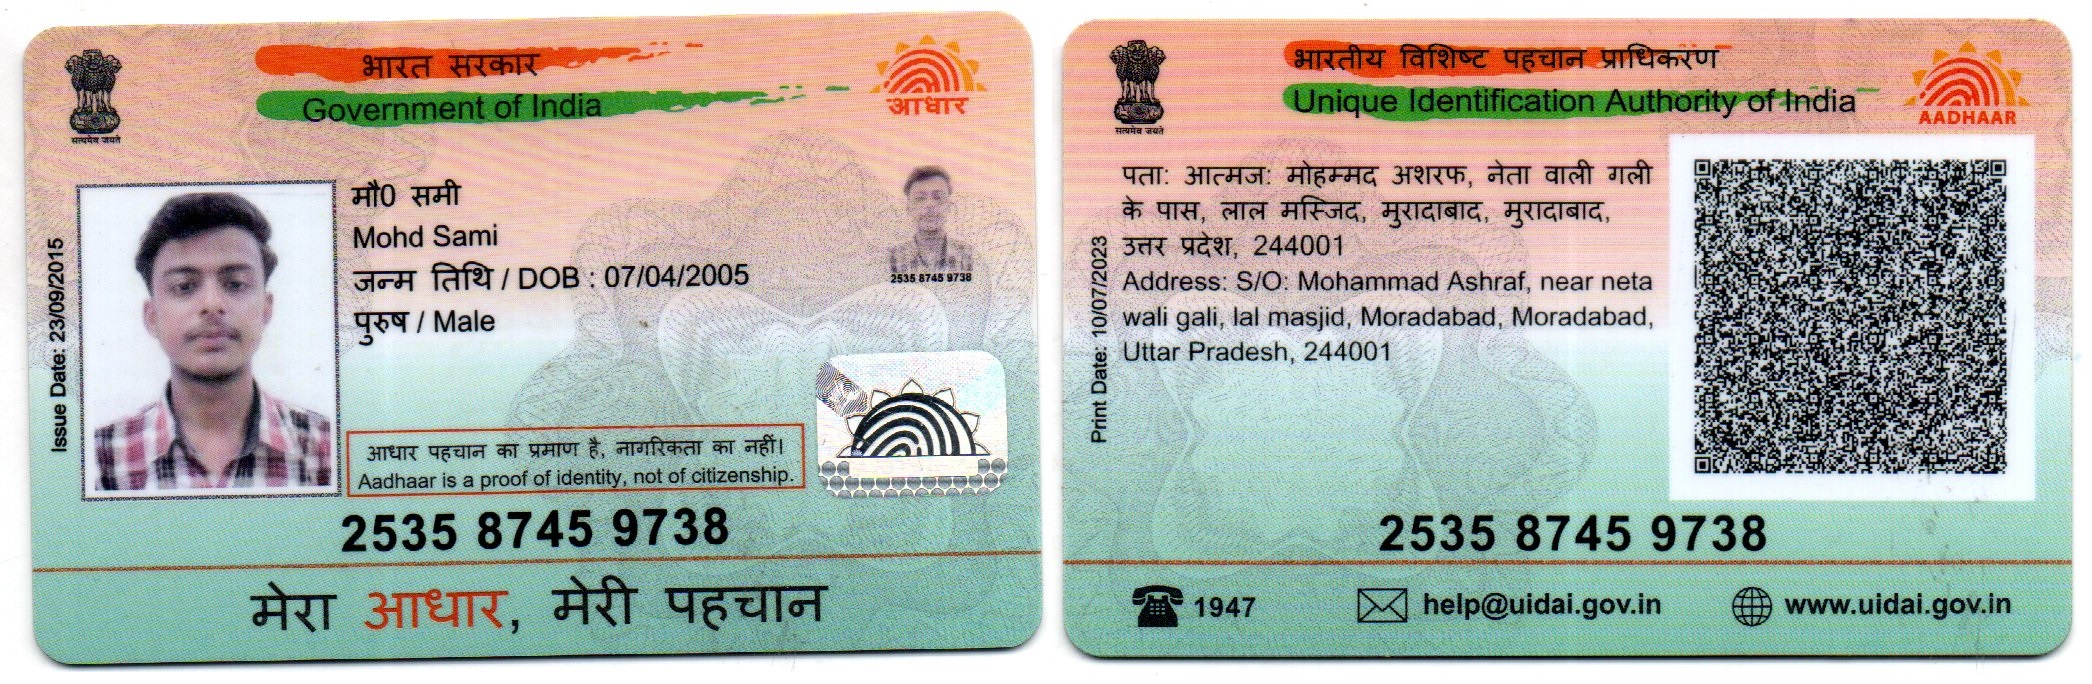 भारत सरकार
Government of India
सत्यमेव जयते
आधार
Issue Date: 23/09/2015
मौ0 समी
Mohd Sami
जन्म तिथि / DOB : 07/04/2005
पुरुष / Male
2535 8745 9738
आधार पहचान का प्रमाण है, नागरिकता का नहीं।
Aadhaar is a proof of identity, not of citizenship.
2535 8745 9738
मेरा आधार, मेरी पहचान
भारतीय विशिष्ट पहचान प्राधिकरण
Unique Identification Authority of India
सत्यमेव जयते
AADHAAR
Print Date: 10/07/2023
पता: आत्मज: मोहम्मद अशरफ, नेता वाली गली
के पास, लाल मस्जिद, मुरादाबाद, मुरादाबाद,
उत्तर प्रदेश, 244001
Address: S/O: Mohammad Ashraf, near neta
wali gali, lal masjid, Moradabad, Moradabad,
Uttar Pradesh, 244001
2535 8745 9738
1947
help@uidai.gov.in
www.uidai.gov.in